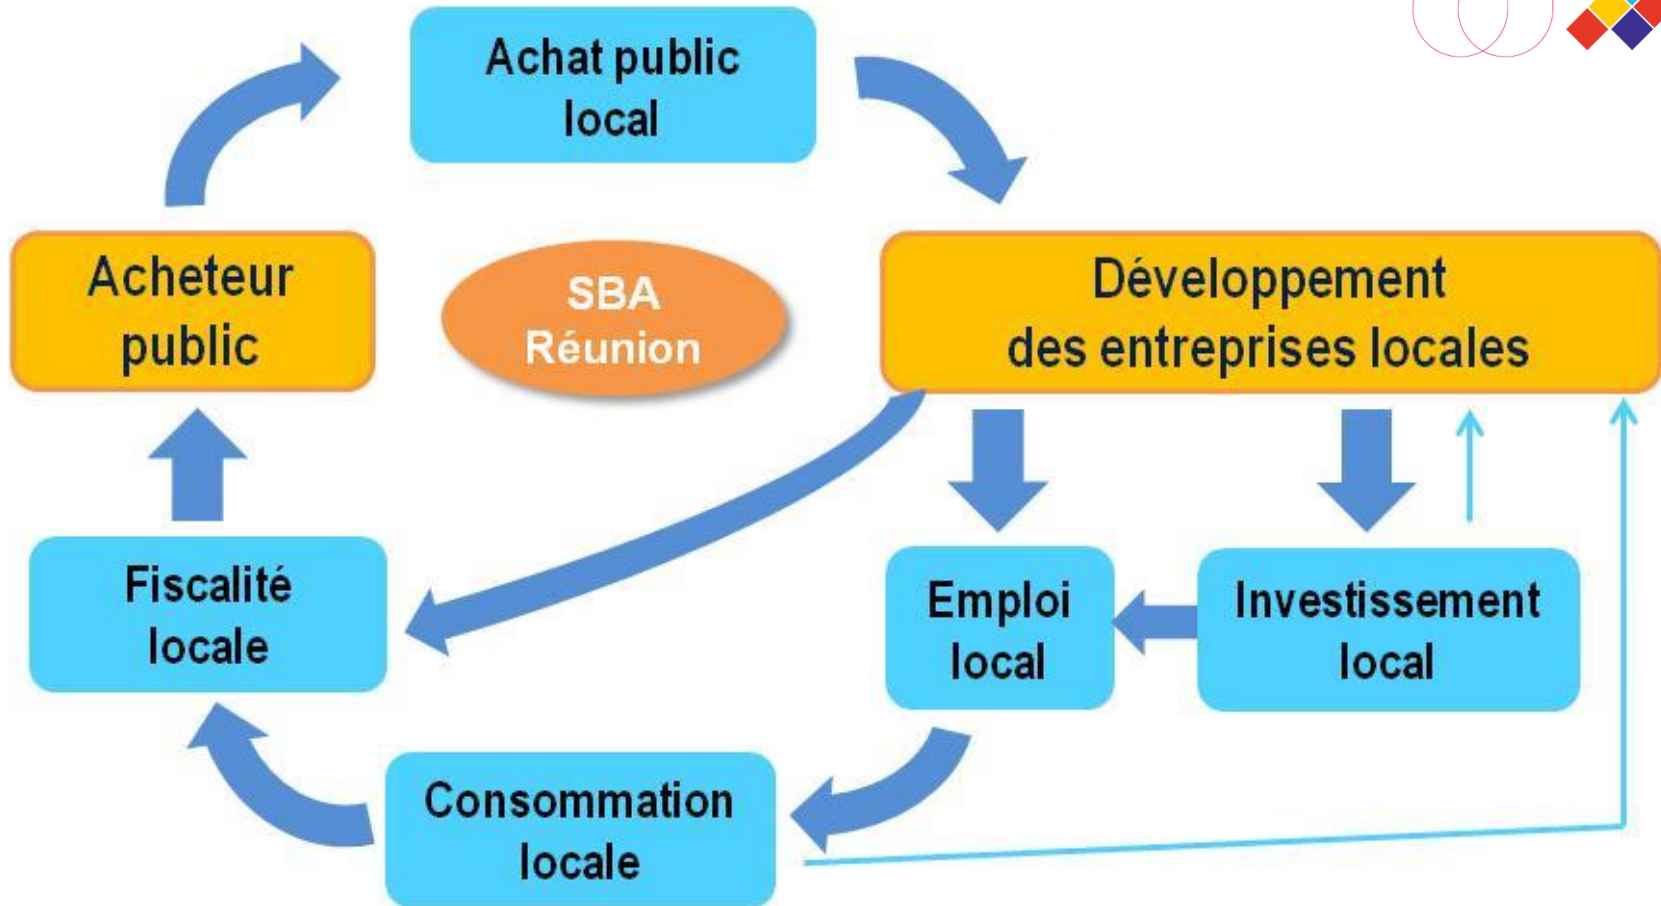 Achat public
local
Acheteur
public
SBA
Réunion
Développement
des entreprises locales
Fiscalité
locale
Emploi
local
Investissement
local
Consommation
locale